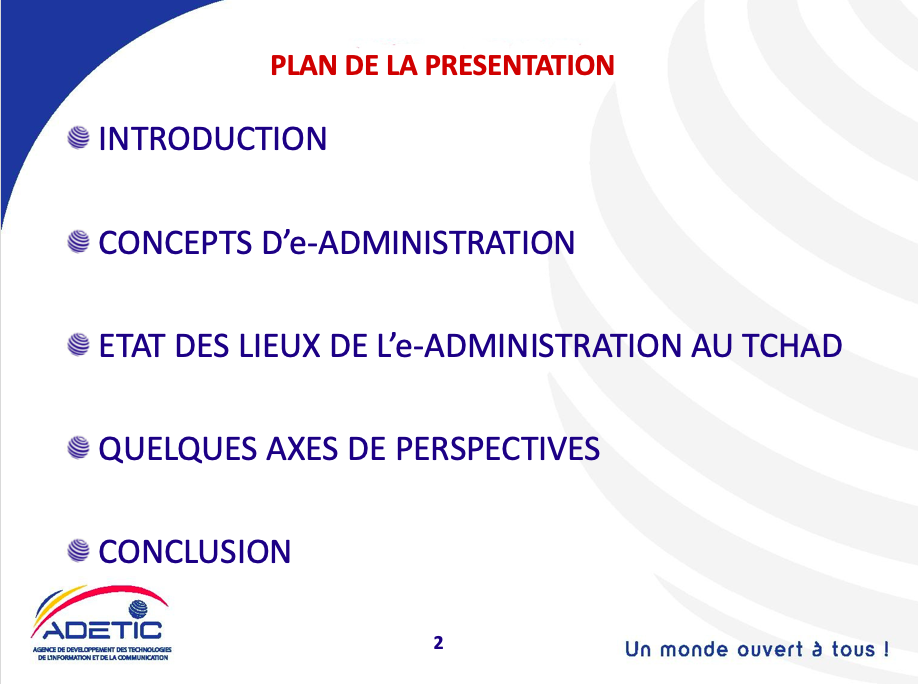 PLAN DE LA PRESENTATION
INTRODUCTION
CONCEPTS D’e-ADMINISTRATION
ETAT DES LIEUX DE L’e-ADMINISTRATION AU TCHAD
QUELQUES AXES DE PERSPECTIVES
CONCLUSION
ADETIC
AGENCE DE DEVELOPPEMENT DES TECHNOLOGIES
DE L'INFORMATION ET DE LA COMMUNICATION
2
Un monde ouvert à tous !